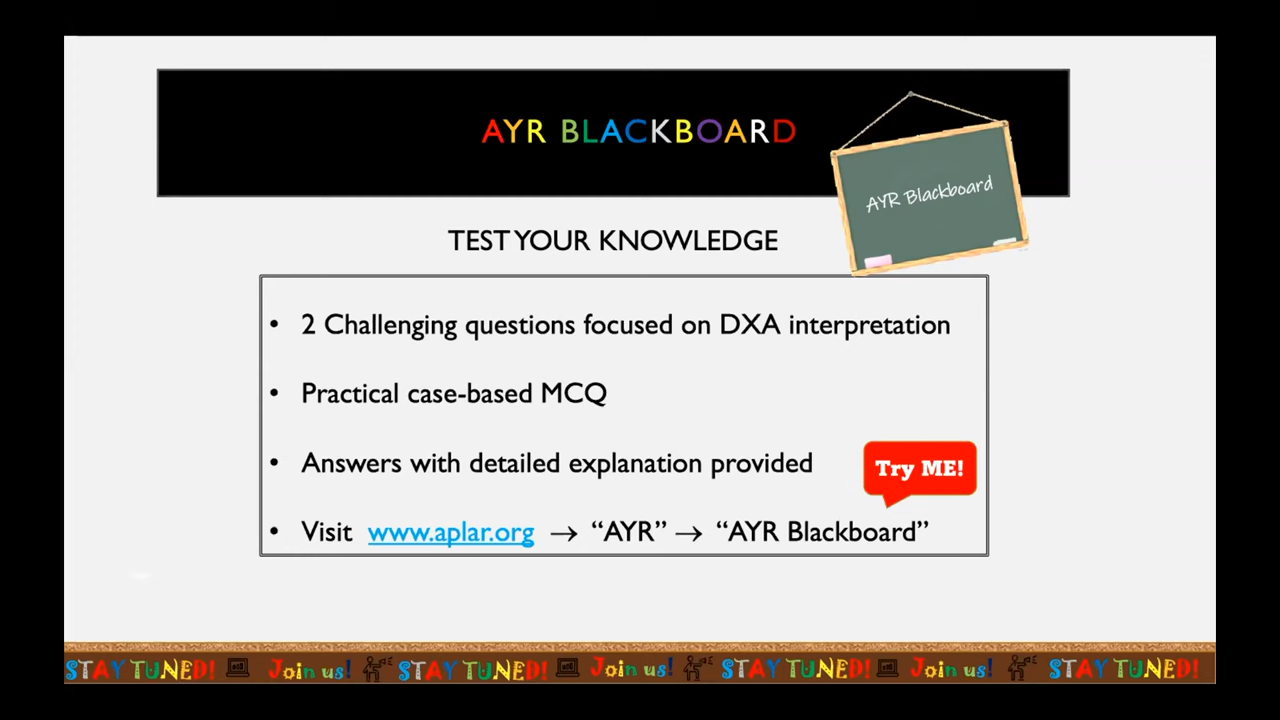 AYR BLACKBOARD
AYR Blackboard
TEST YOUR KNOWLEDGE
• 2 Challenging questions focused on DXA interpretation
• Practical case-based MCQ
• Answers with detailed explanation provided
Try ME!
• Visit www.aplar.org → “AYR” → “AYR Blackboard”
STAY TUNED! Join us! STAY TUNED! Join us! STAY TUNED! Join us! STAY TUNED!